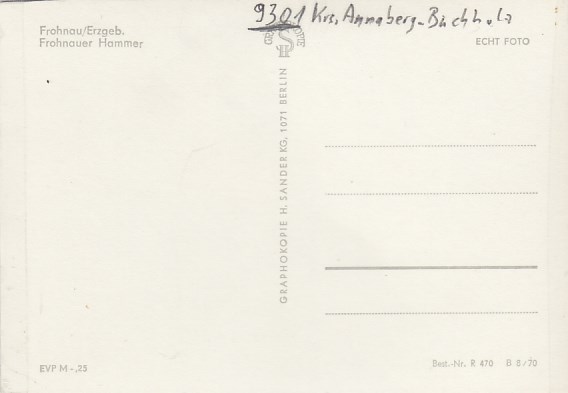 9301 Krs. Annaberg-Buchholz
Frohnau/Erzgeb.
Frohnauer Hammer
ECHT FOTO
GRAPHOKOPIE H. SANDER KG, 1071 BERLIN
EVP M -,25
Best.-Nr. R 470 B 8/70